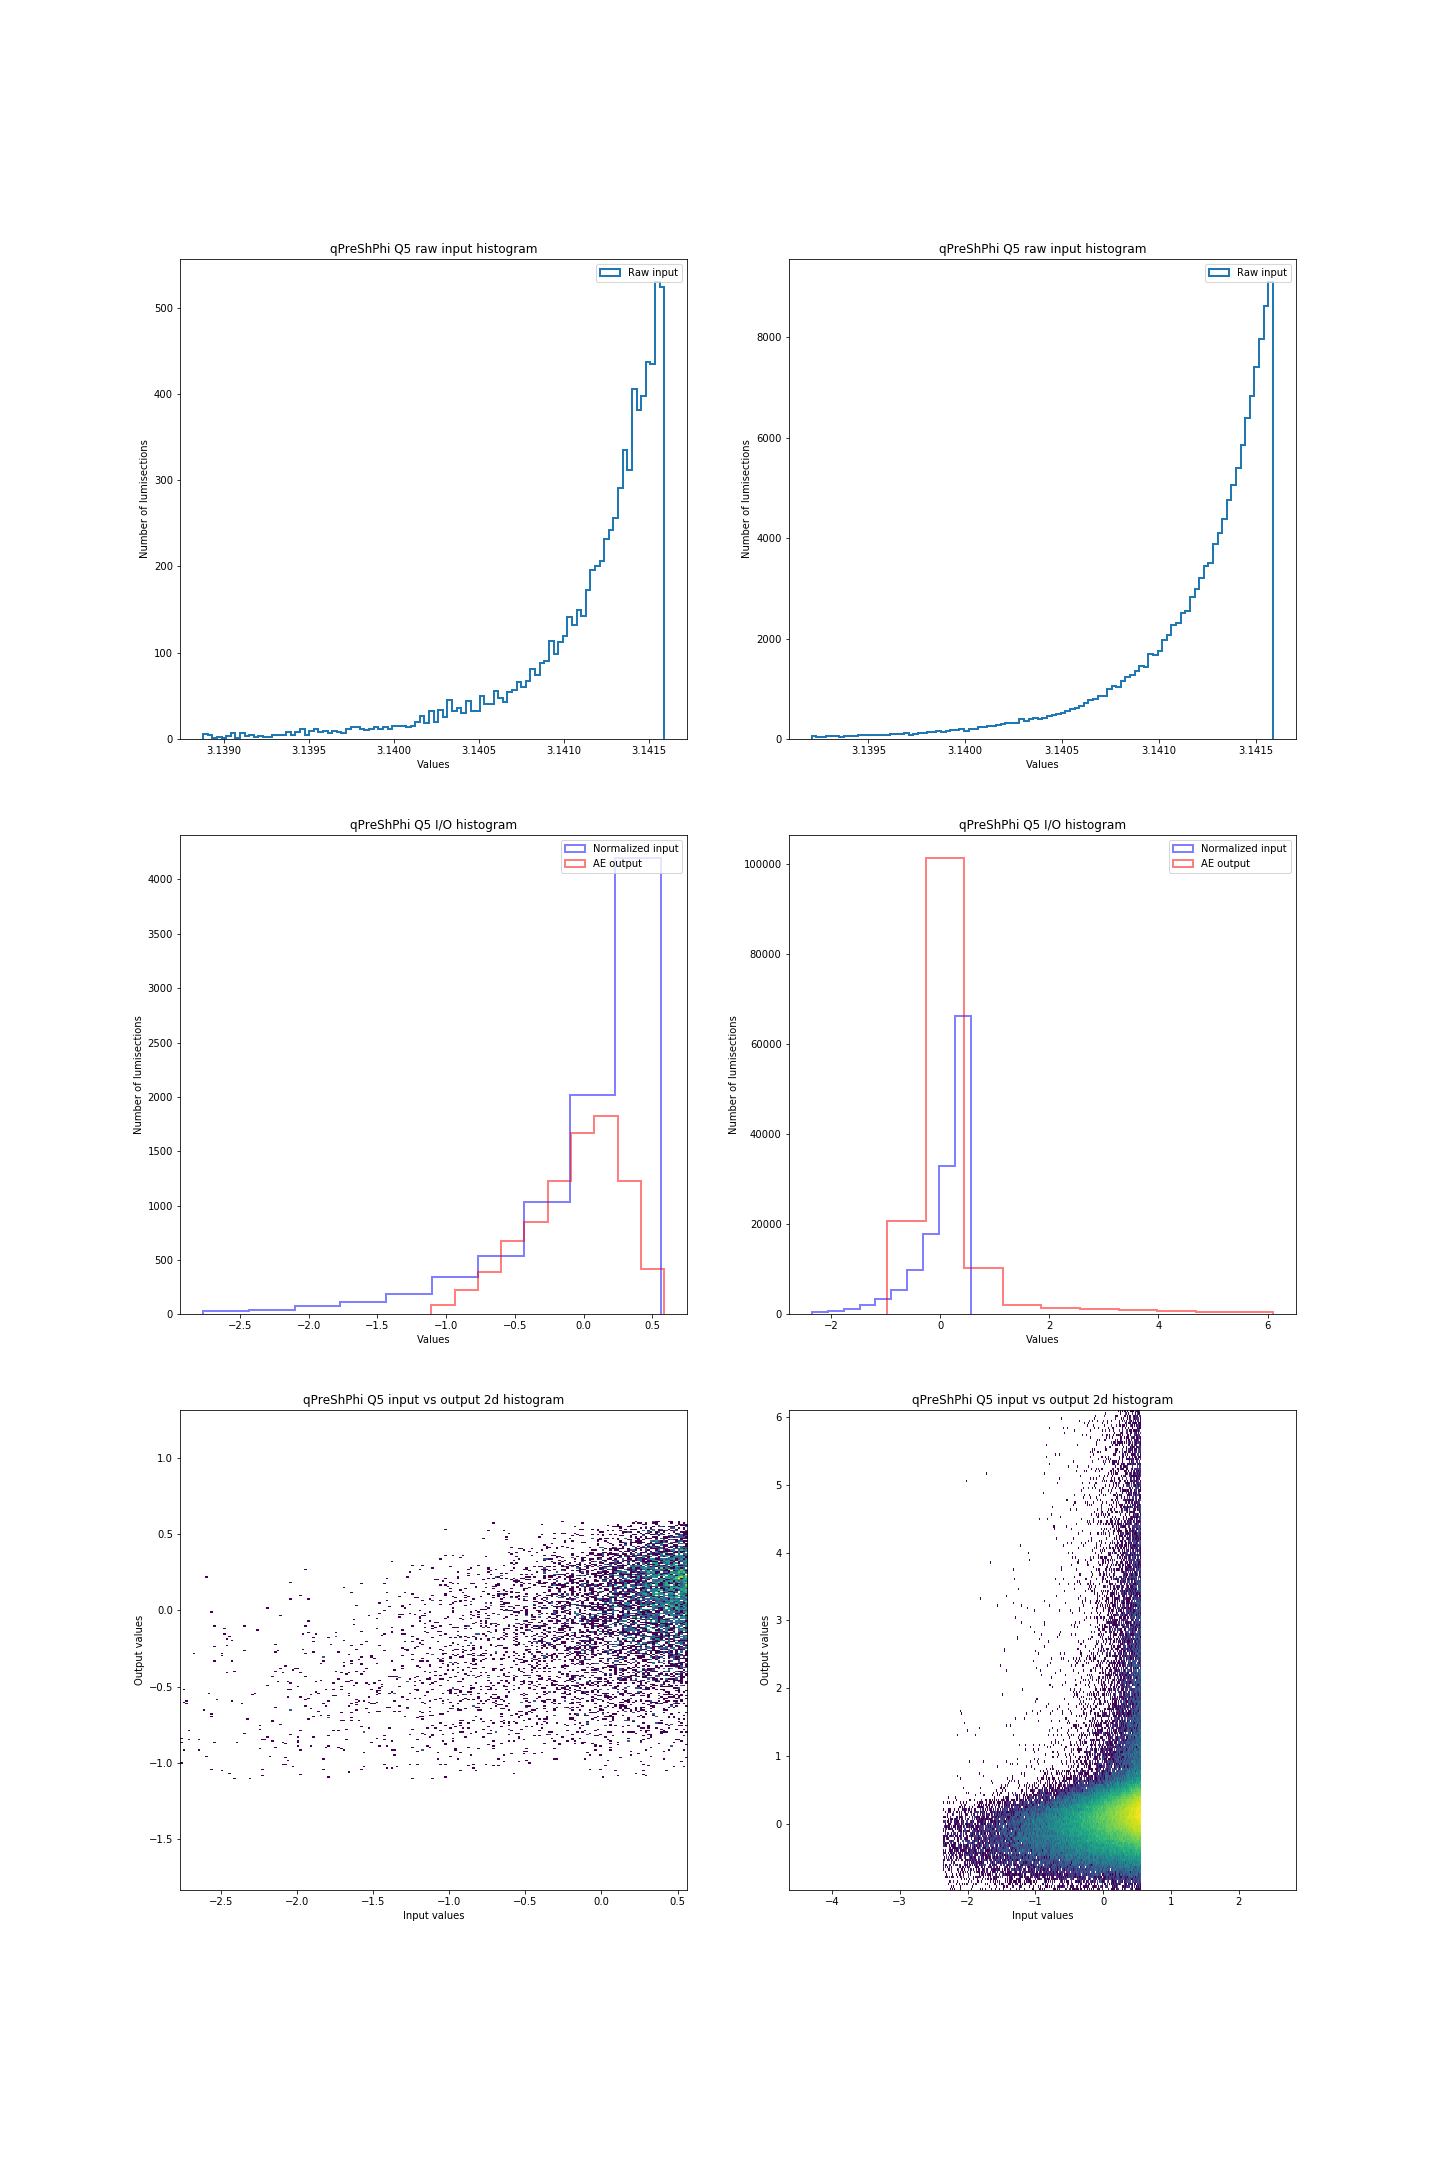 qPreShPhi Q5 raw input histogram
Raw input
Number of lumisections
500
400
300
200
100
0
3.1390 3.1395 3.1400 3.1405 3.1410 3.1415
Values
qPreShPhi Q5 raw input histogram
Raw input
Number of lumisections
8000
6000
4000
2000
0
3.1395 3.1400 3.1405 3.1410 3.1415
Values
qPreShPhi Q5 I/O histogram
Normalized input
AE output
Number of lumisections
4000
3500
3000
2500
2000
1500
1000
500
0
−2.5 −2.0 −1.5 −1.0 −0.5 0.0 0.5
Values
qPreShPhi Q5 I/O histogram
Normalized input
AE output
Number of lumisections
100000
80000
60000
40000
20000
0
−2 0 2 4 6
Values
qPreShPhi Q5 input vs output 2d histogram
Output values
1.0
0.5
0.0
−0.5
−1.0
−1.5
−2.5 −2.0 −1.5 −1.0 −0.5 0.0 0.5
Input values
qPreShPhi Q5 input vs output 2d histogram
Output values
6
5
4
3
2
1
0
−4 −3 −2 −1 0 1 2
Input values